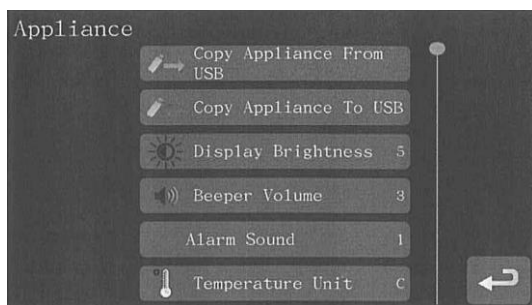 Appliance
Copy Appliance From
USB
Copy Appliance To USB
Display Brightness 5
Beeper Volume 3
Alarm Sound 1
Temperature Unit C